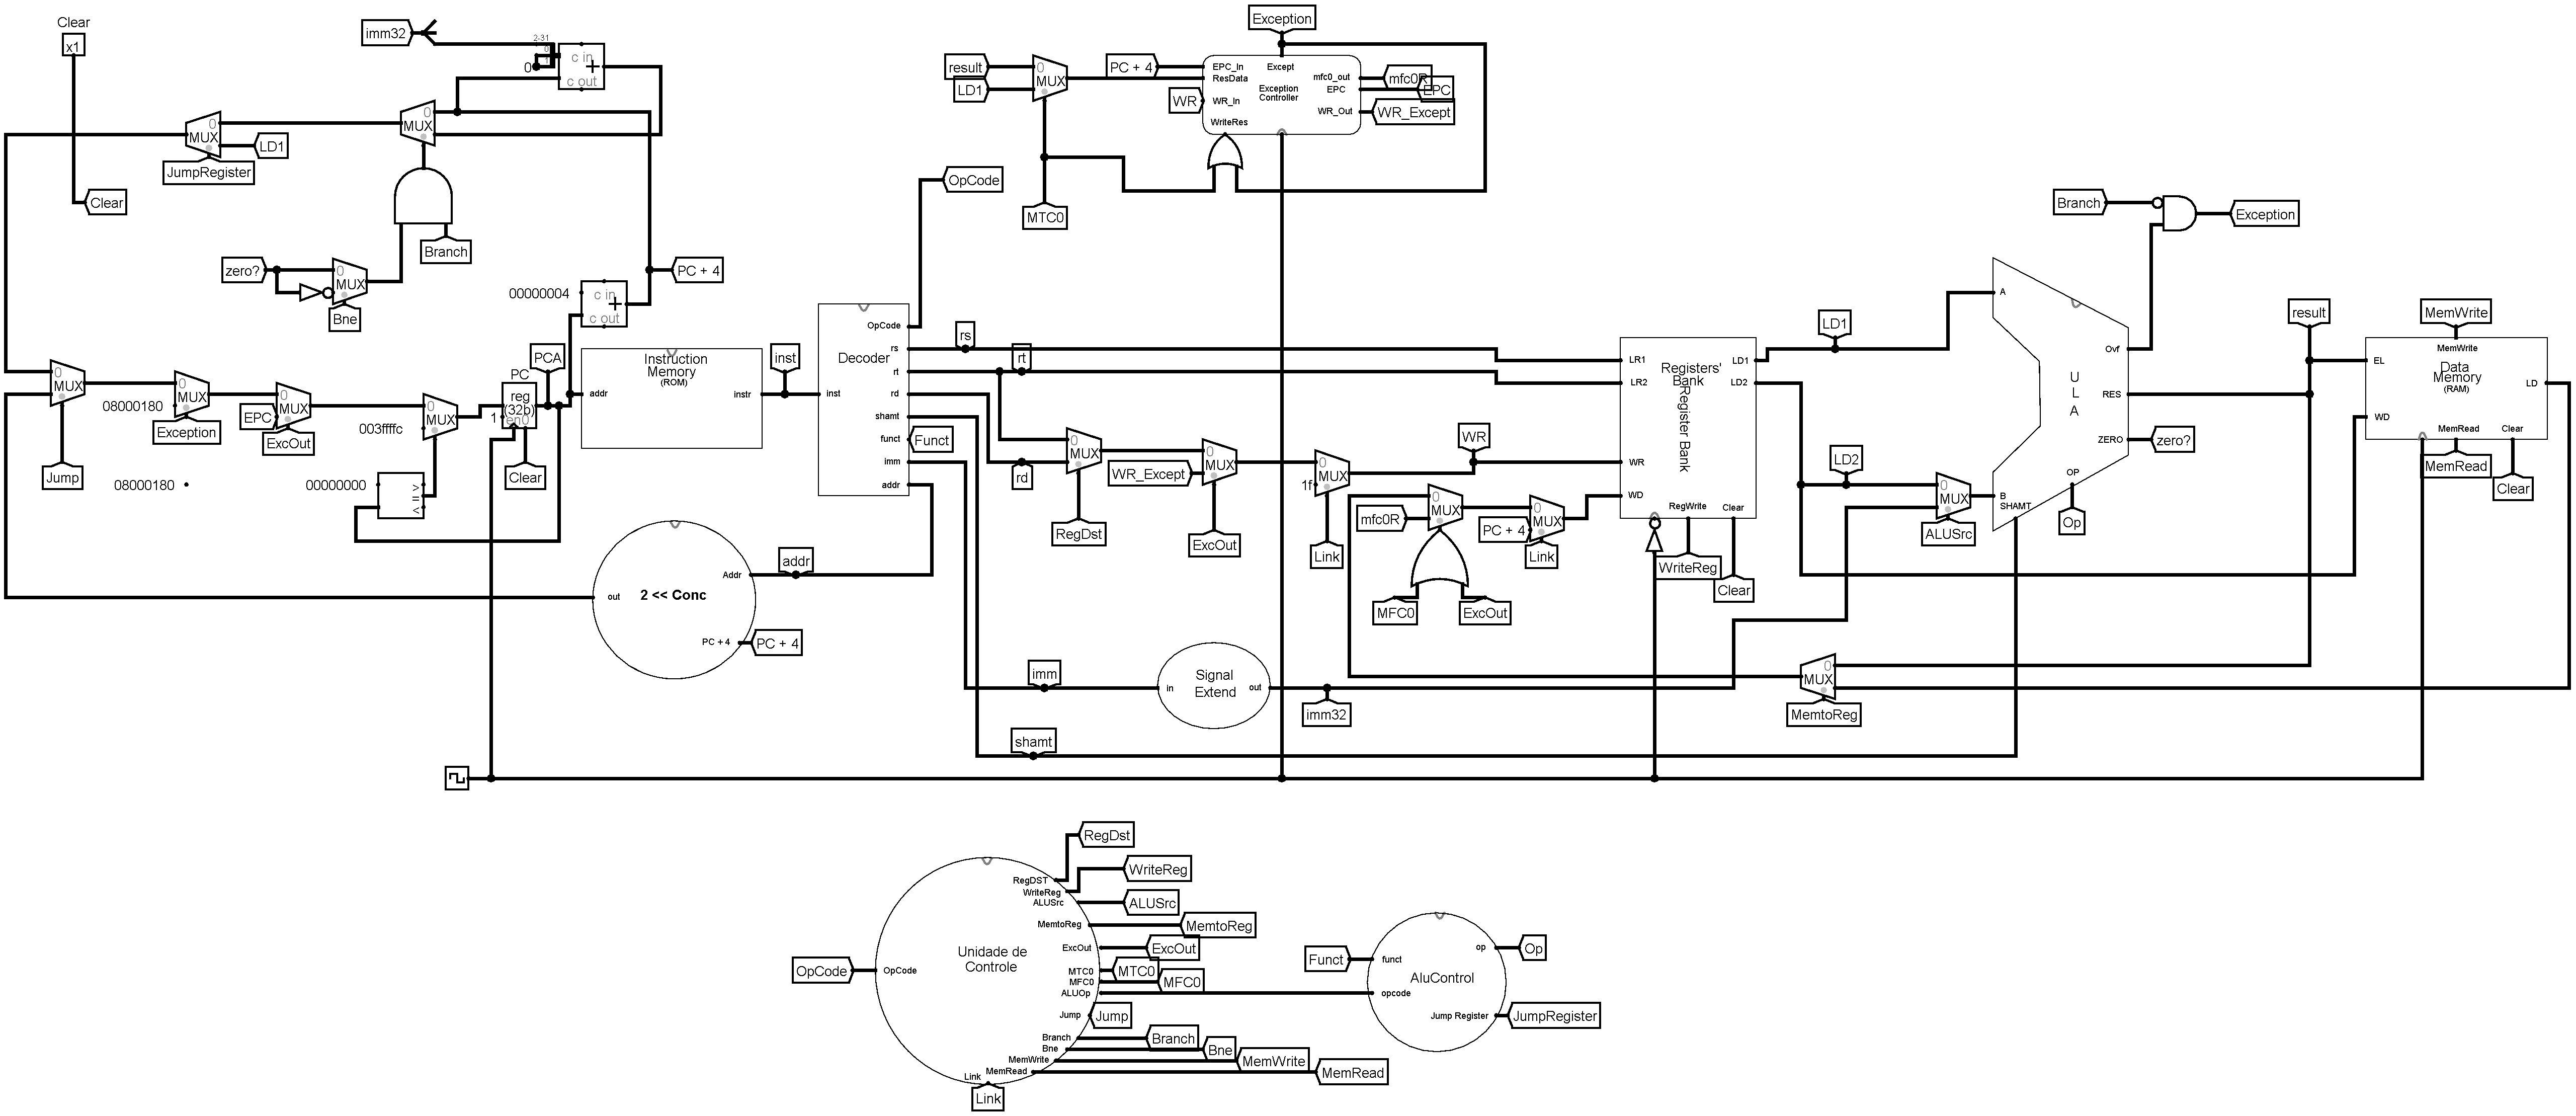 Clear
x1
Clear
imm32
2-31
0
1
0
c in
+
c out
0
MUX
LD1
JumpRegister
0
MUX
Branch
zero?
0
MUX
Bne
PC + 4
00000004
c in
+
c out
0
MUX
Jump
08000180
0
MUX
Exception
08000180
EPC
0
MUX
ExcOut
003ffffc
0
MUX
00000000
>
=
<
PC
reg
(32b)
1
en0
Clear
PCA
Instruction
Memory
(ROM)
addr
instr
inst
Decoder
inst
OpCode
rs
rt
rd
shamt
funct
imm
addr
OpCode
Funct
2 << Conc
Addr
out
PC + 4
PC + 4
addr
result
LD1
0
MUX
MTC0
Exception
PC + 4
WR
EPC_In
ResData
WR_In
WriteRes
Except
Exception
Controller
mfc0_out
EPC
WR_Out
mfc0R
EPC
WR_Except
rs
rt
rd
0
MUX
RegDst
WR_Except
0
MUX
ExcOut
1f
0
MUX
Link
WR
mfc0R
0
MUX
MFC0
ExcOut
PC + 4
0
MUX
Link
LR1
LR2
WR
WD
Registers'
Bank
Register Bank
LD1
LD2
RegWrite
Clear
WriteReg
Clear
LD1
LD2
0
MUX
ALUSrc
A
B
SHAMT
ULA
Ovf
RES
ZERO
OP
Op
zero?
Branch
Exception
result
MemWrite
MemWrite
EL
WD
Data
Memory
(RAM)
LD
MemRead
Clear
MemRead
Clear
imm
in
Signal
Extend
out
imm32
0
MUX
MemtoReg
shamt
OpCode
OpCode
Unidade de
Controle
RegDST
WriteReg
ALUSrc
MemtoReg
ExcOut
MTC0
MFC0
ALUOp
Jump
Branch
Bne
MemWrite
MemRead
Link
RegDst
WriteReg
ALUSrc
MemtoReg
ExcOut
MTC0
MFC0
Jump
Branch
Bne
MemWrite
MemRead
Link
Funct
funct
opcode
AluControl
op
Jump Register
Op
JumpRegister